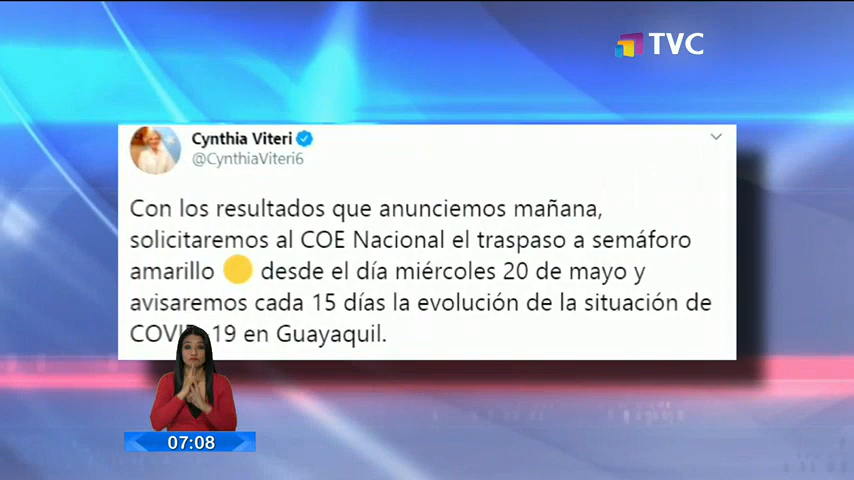 TVC
Cynthia Viteri
@CynthiaViteri6
Con los resultados que anunciemos mañana,
solicitaremos al COE Nacional el traspaso a semáforo
amarillo 🟡 desde el día miércoles 20 de mayo y
avisaremos cada 15 días la evolución de la situación de
COVID-19 en Guayaquil.
07:08